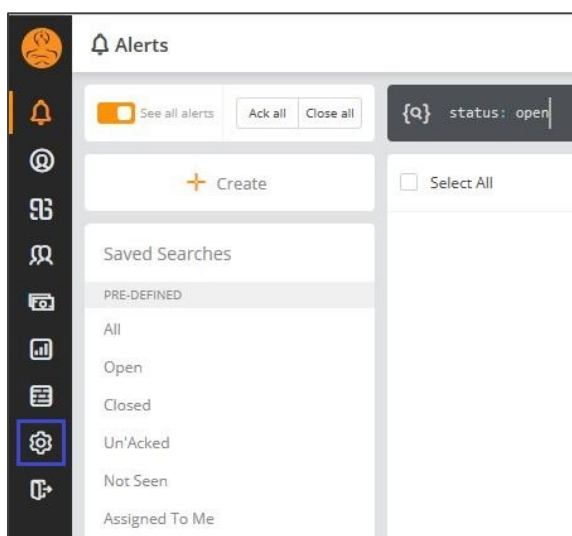 Alerts
See all alerts
Ack all
Close all
status: open
Create
Select All
Saved Searches
PRE-DEFINED
All
Open
Closed
Un'Acked
Not Seen
Assigned To Me